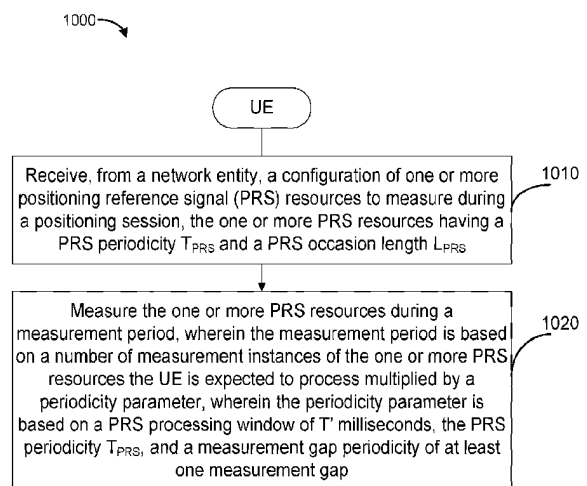 1000
UE
Receive, from a network entity, a configuration of one or more
positioning reference signal (PRS) resources to measure during
a positioning session, the one or more PRS resources having a
PRS periodicity TPRS and a PRS occasion length LPRS
1010
Measure the one or more PRS resources during a
measurement period, wherein the measurement period is based
on a number of measurement instances of the one or more PRS
resources the UE is expected to process multiplied by a
periodicity parameter, wherein the periodicity parameter is
based on a PRS processing window of T' milliseconds, the PRS
periodicity TPRS, and a measurement gap periodicity of at least
one measurement gap
1020